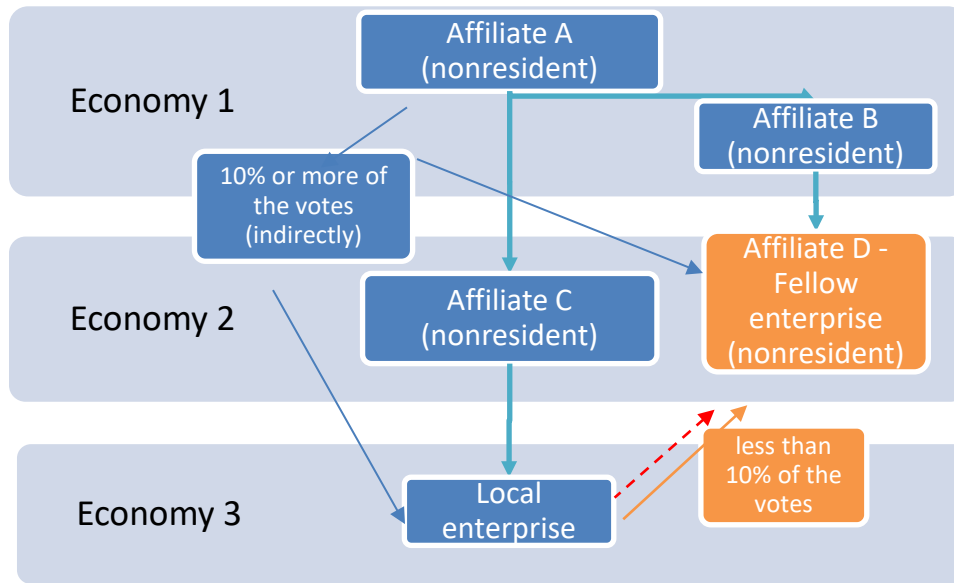 Affiliate A
(nonresident)
Economy 1
Affiliate B
(nonresident)
10% or more of
the votes
(indirectly)
Affiliate D -
Fellow
enterprise
(nonresident)
Affiliate C
(nonresident)
Economy 2
less than
10% of the
votes
Local
enterprise
Economy 3